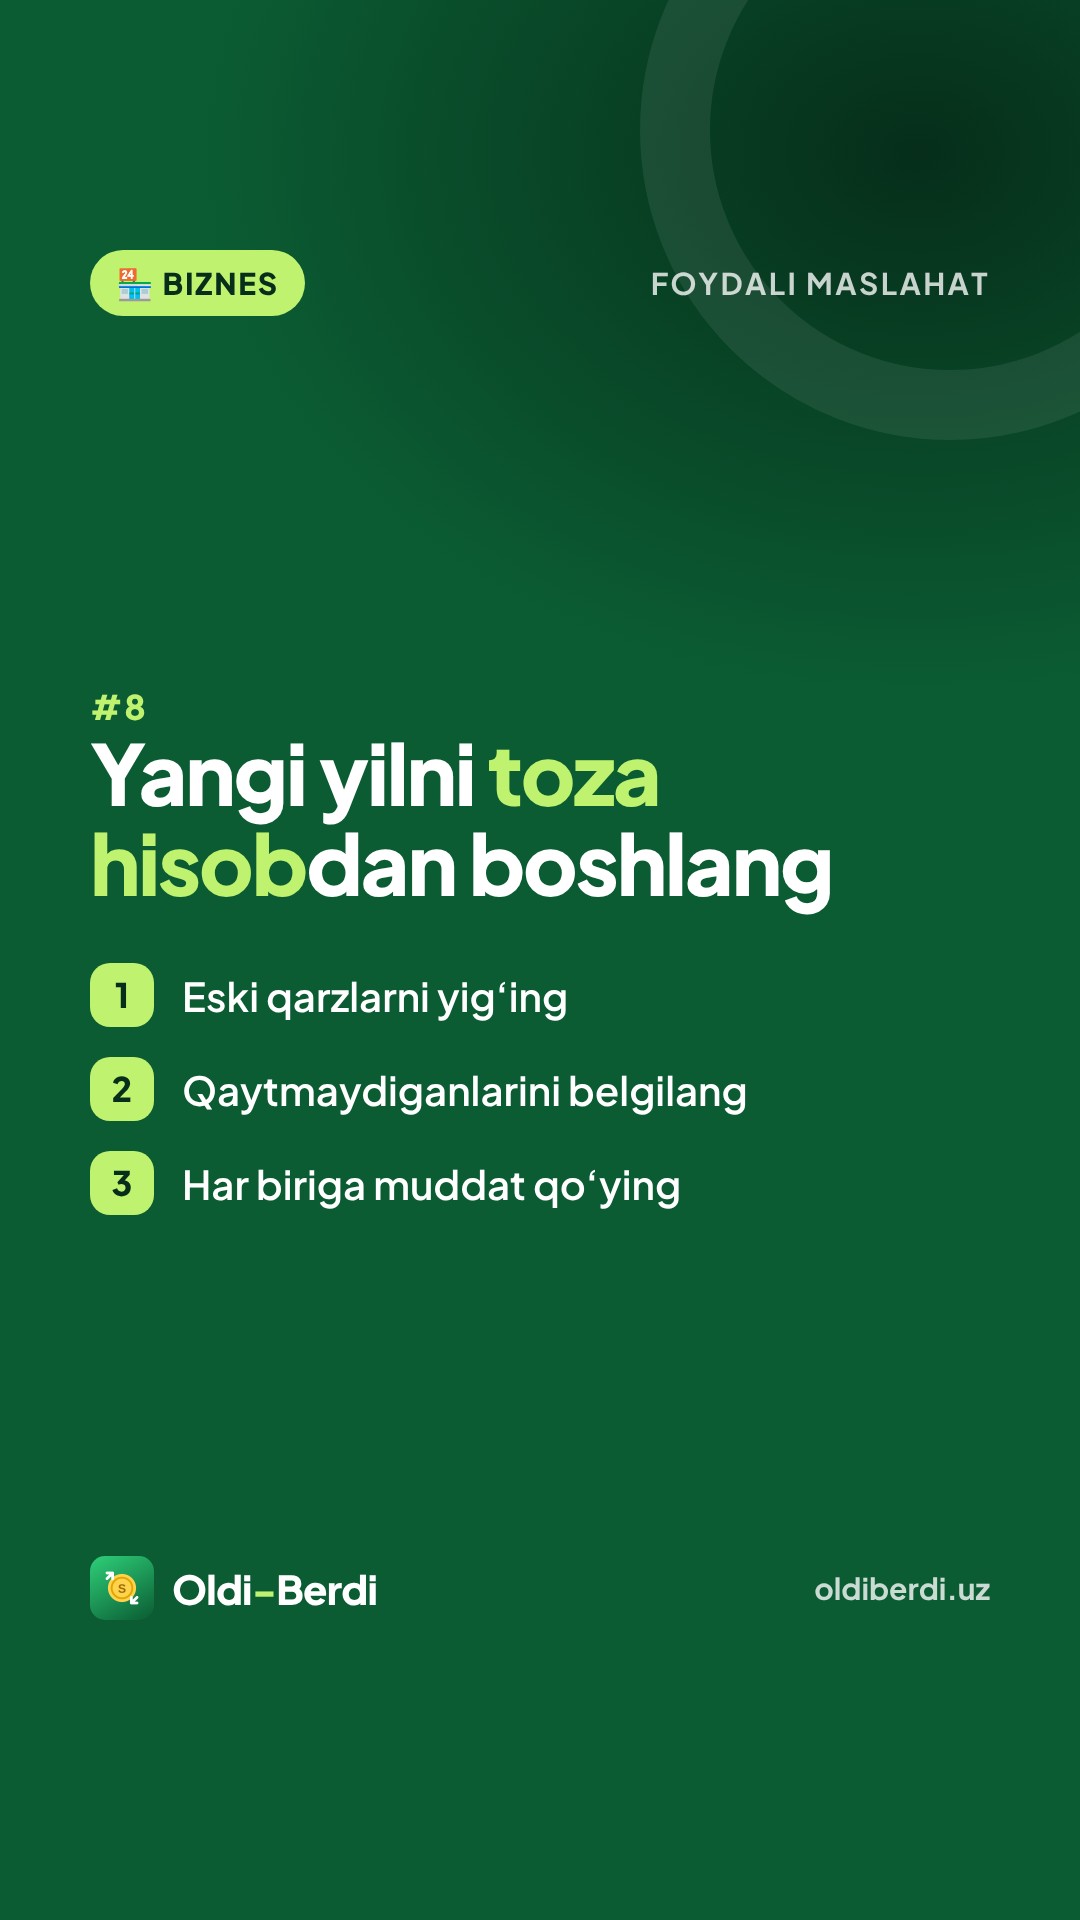 BIZNES
FOYDALI MASLAHAT
#8
Yangi yilni toza
hisobdan boshlang
1 Eski qarzlarni yig‘ing
2 Qaytmaydiganlarini belgilang
3 Har biriga muddat qo‘ying
Oldi-Berdi
oldiberdi.uz